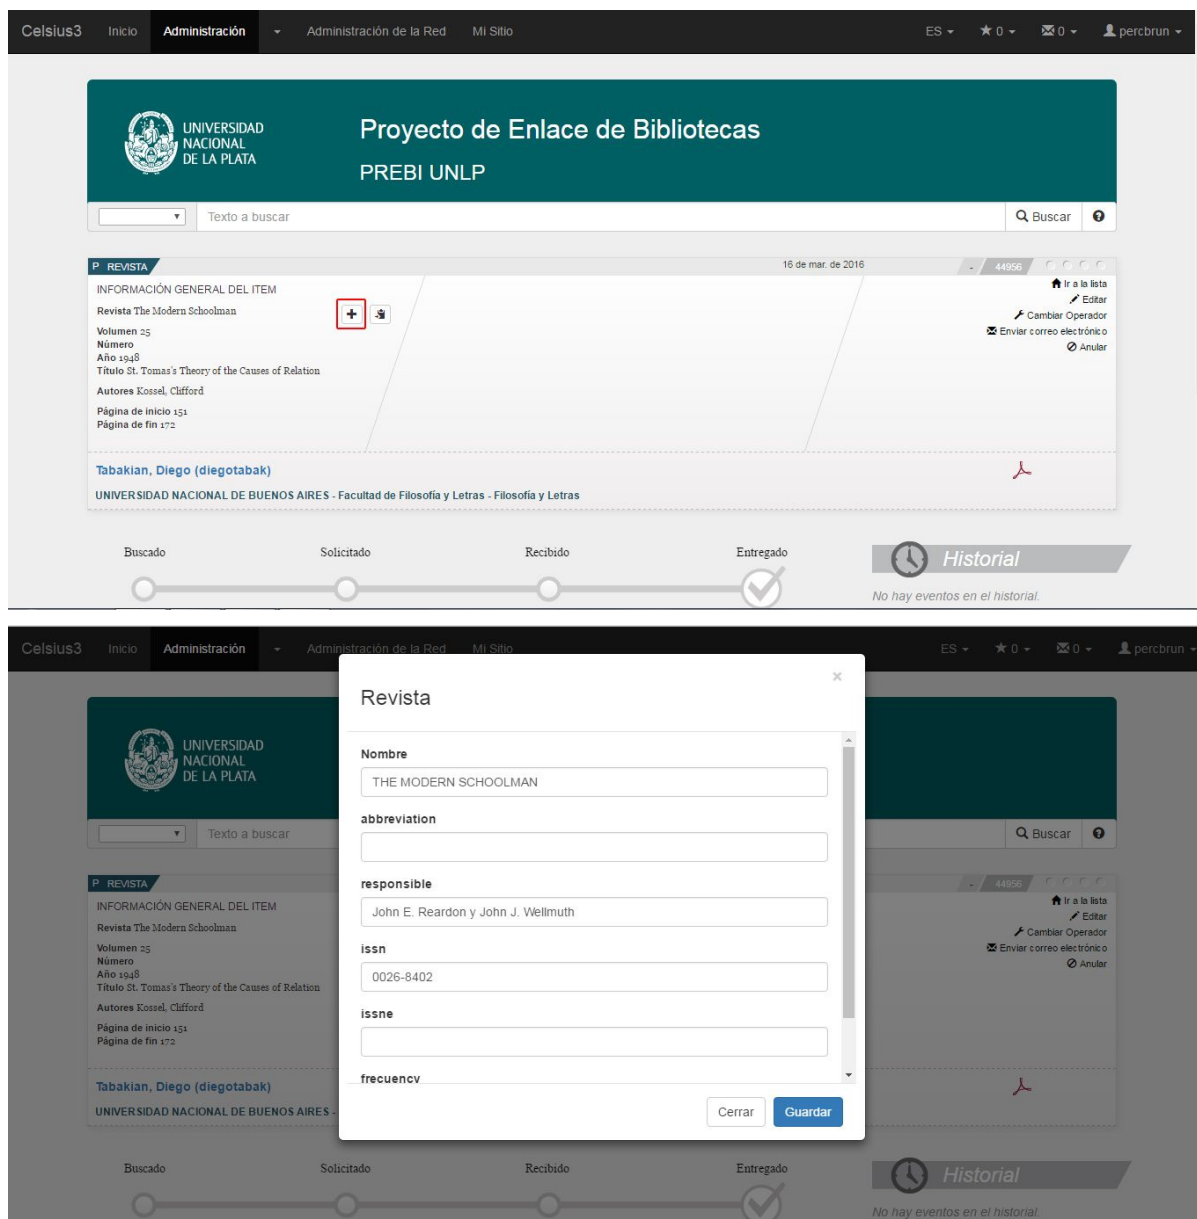 Celsius3 Inicio Administración Administración de la Red Mi Sitio ES 0 0 percbrun
UNIVERSIDAD
NACIONAL
DE LA PLATA
Proyecto de Enlace de Bibliotecas
PREBI UNLP
Texto a buscar Buscar
P REVISTA 16 de mar. de 2016 - 44956
INFORMACIÓN GENERAL DEL ITEM
Revista The Modern Schoolman
Volumen 25
Número
Año 1948
Título St. Tomas's Theory of the Causes of Relation
Autores Kossel, Clifford
Página de inicio 151
Página de fin 172
Ir a la lista
Editar
Cambiar Operador
Enviar correo electrónico
Anular
Tabakian, Diego (diegotabak)
UNIVERSIDAD NACIONAL DE BUENOS AIRES - Facultad de Filosofía y Letras - Filosofía y Letras
Buscado Solicitado Recibido Entregado
Historial
No hay eventos en el historial.
Celsius3 Inicio Administración Administración de la Red Mi Sitio ES 0 0 percbrun
UNIVERSIDAD
NACIONAL
DE LA PLATA
Texto a buscar Buscar
P REVISTA - 44956
INFORMACIÓN GENERAL DEL ITEM
Revista The Modern Schoolman
Volumen 25
Número
Año 1948
Título St. Tomas's Theory of the Causes of Relation
Autores Kossel, Clifford
Página de inicio 151
Página de fin 172
Ir a la lista
Editar
Cambiar Operador
Enviar correo electrónico
Anular
Tabakian, Diego (diegotabak)
UNIVERSIDAD NACIONAL DE BUENOS AIRES -
Revista
×
Nombre
THE MODERN SCHOOLMAN
abbreviation
responsible
John E. Reardon y John J. Wellmuth
issn
0026-8402
issne
frecuency
Cerrar Guardar
Buscado Solicitado Recibido Entregado
Historial
No hay eventos en el historial.